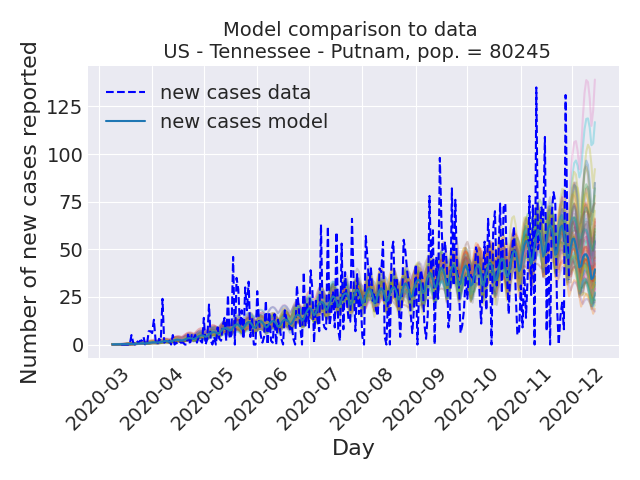 Model comparison to data
US - Tennessee - Putnam, pop. = 80245
Number of new cases reported
125
100
75
50
25
0
new cases data
new cases model
2020-03
2020-04
2020-05
2020-06
2020-07
2020-08
2020-09
2020-10
2020-11
2020-12
Day